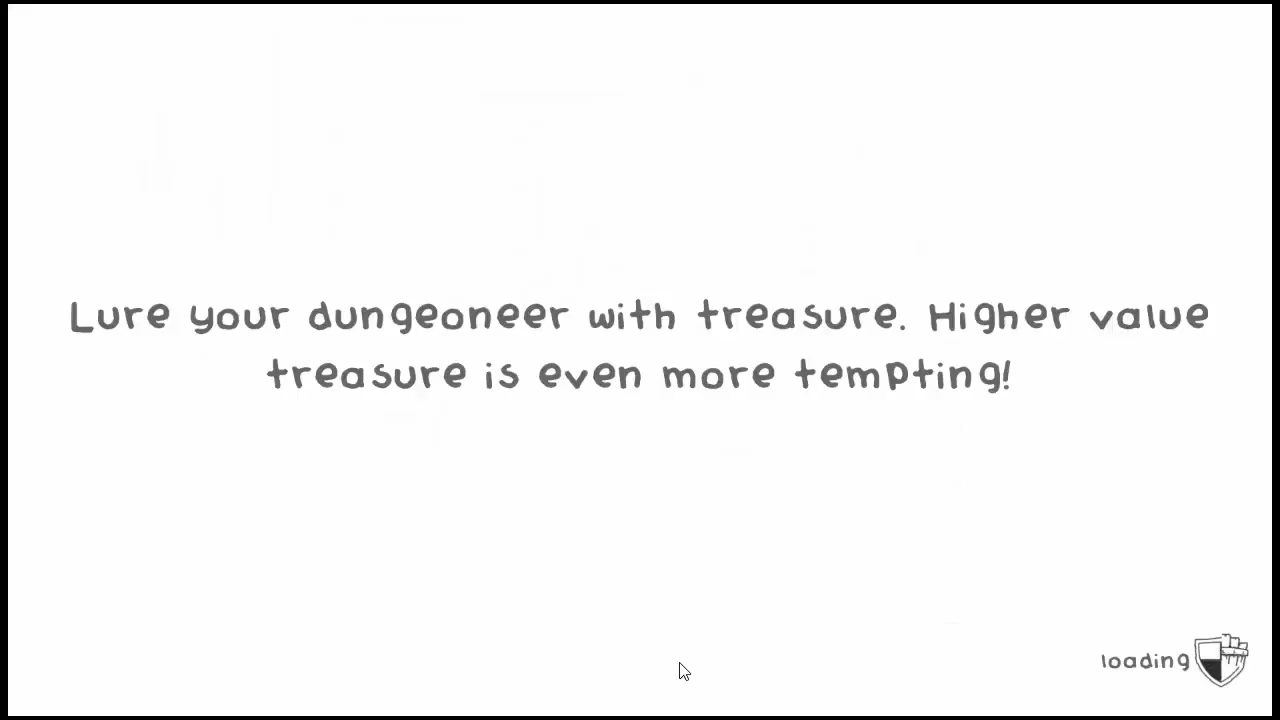 Lure your dungeoneer with treasure. Higher value
treasure is even more tempting!
loading